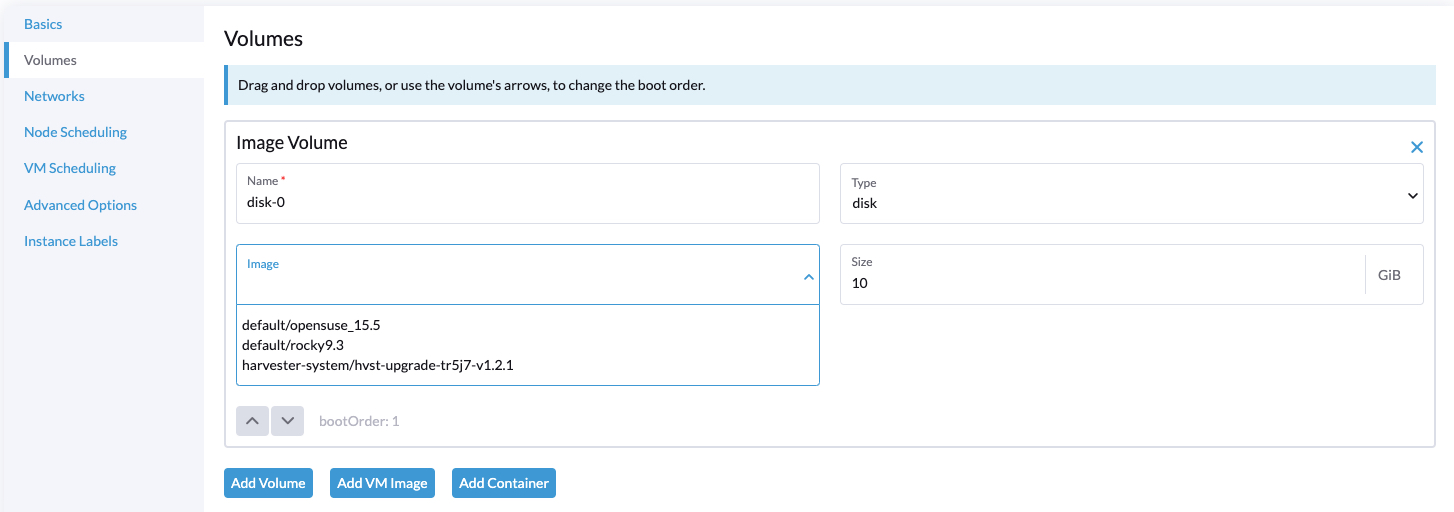 Basics
Volumes
Networks
Node Scheduling
VM Scheduling
Advanced Options
Instance Labels
Volumes
Drag and drop volumes, or use the volume's arrows, to change the boot order.
Image Volume
Name *
disk-0
Type
disk
Image
Size
10
GiB
default/opensuse_15.5
default/rocky9.3
harvester-system/hvst-upgrade-tr5j7-v1.2.1
bootOrder: 1
Add Volume
Add VM Image
Add Container